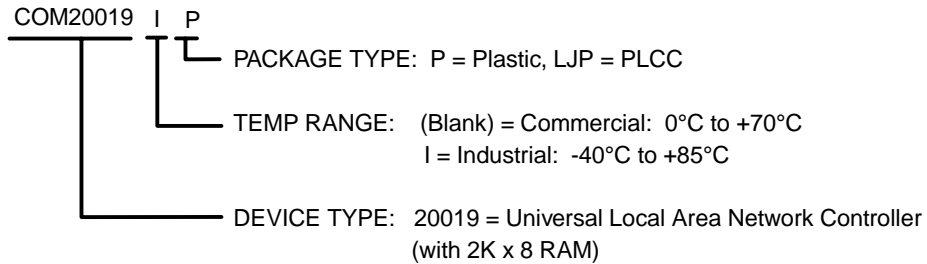 COM20019 I P
PACKAGE TYPE: P = Plastic, LJP = PLCC
TEMP RANGE: (Blank) = Commercial: 0°C to +70°C
I = Industrial: -40°C to +85°C
DEVICE TYPE: 20019 = Universal Local Area Network Controller
(with 2K x 8 RAM)